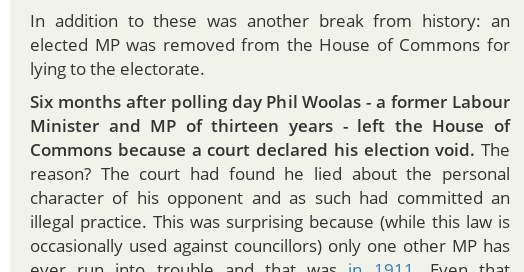 In addition to these was another break from history: an
elected MP was removed from the House of Commons for
lying to the electorate.
Six months after polling day Phil Woolas - a former Labour
Minister and MP of thirteen years - left the House of
Commons because a court declared his election void. The
reason? The court had found he lied about the personal
character of his opponent and as such had committed an
illegal practice. This was surprising because (while this law is
occasionally used against councillors) only one other MP has
ever run into trouble and that was in 1911. Even that